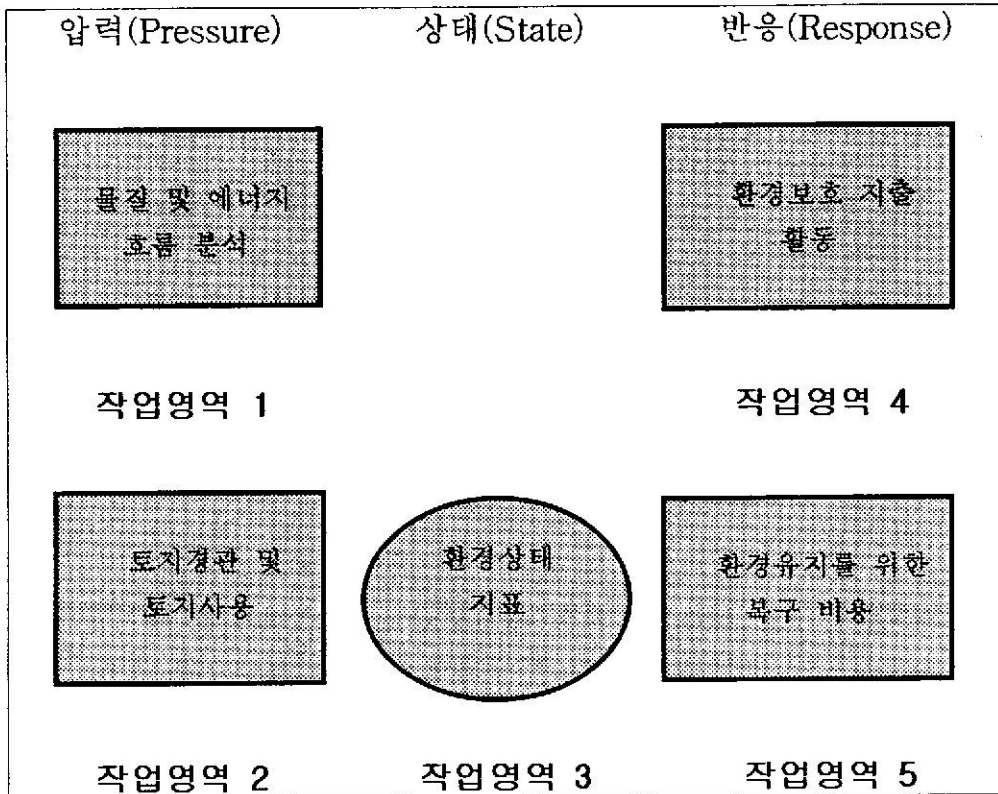 압력(Pressure) 상태(State) 반응(Response)
물질 및 에너지
흐름 분석
환경보호 지출
활동
작업영역 1
작업영역 4
토지경관 및
토지사용
환경상태
지표
환경유지를 위한
복구 비용
작업영역 2
작업영역 3
작업영역 5